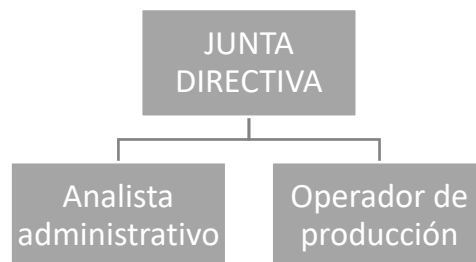 JUNTA
DIRECTIVA
Analista
administrativo
Operador de
producción